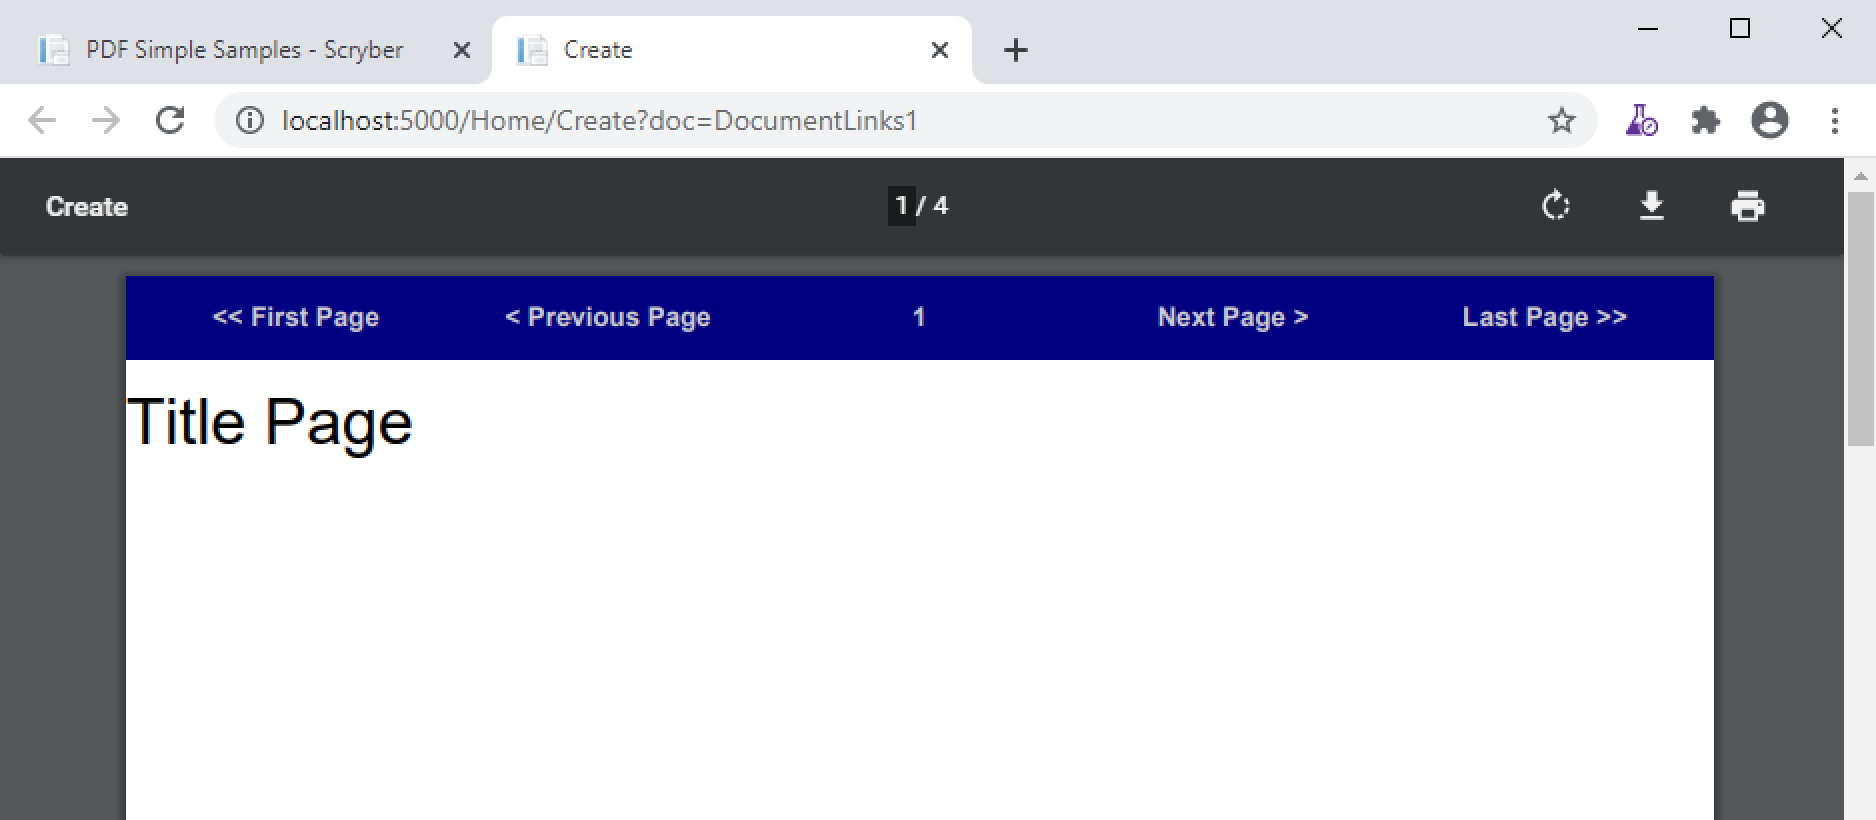 PDF Simple Samples - Scryber
Create
localhost:5000/Home/Create?doc=DocumentLinks1
Create 1 / 4
<< First Page < Previous Page 1 Next Page > Last Page >>
Title Page